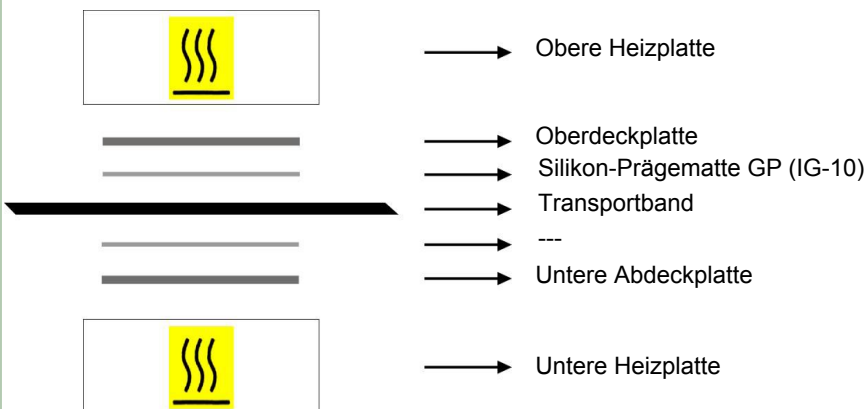 Obere Heizplatte
Oberdeckplatte
Silikon-Prägematte GP (IG-10)
Transportband
---
Untere Abdeckplatte
Untere Heizplatte